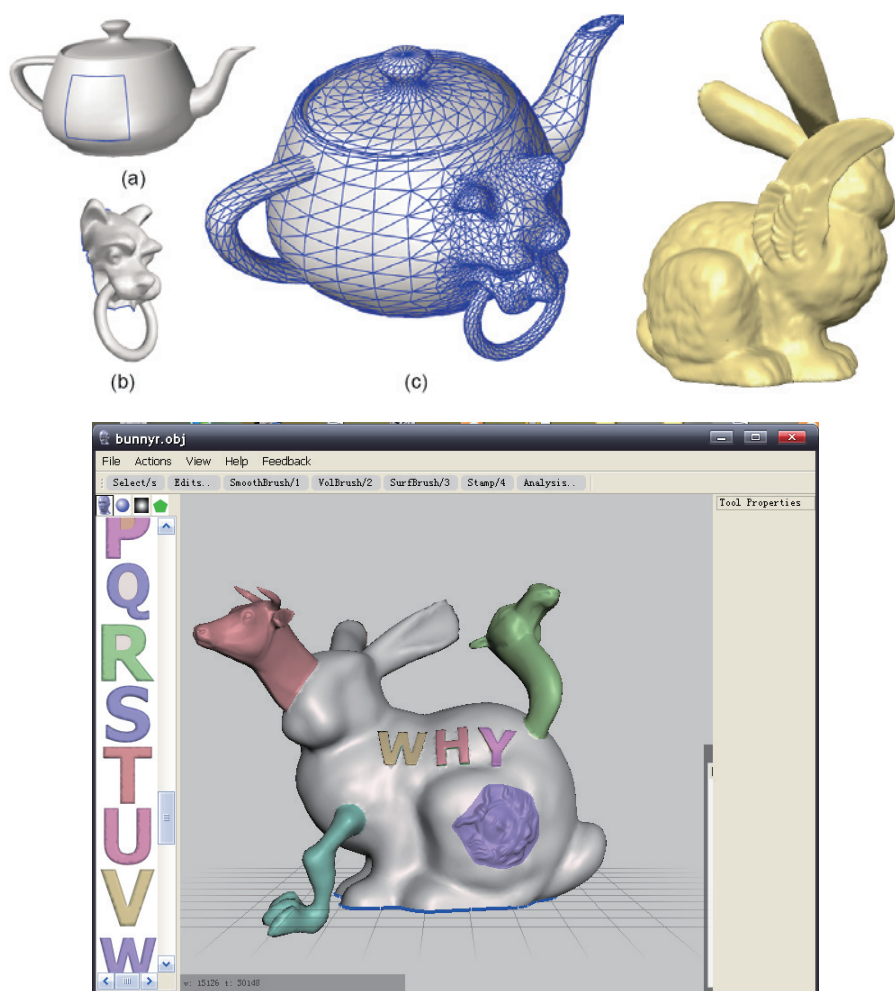 (a)
(b)
(c)
bunnyr.obj
File Actions View Help Feedback
Select/s Edits.. SmoothBrush/1 VolBrush/2 SurfBrush/3 Stamp/4 Analysis..
Tool Properties
P
Q
R
S
T
U
V
W
WHY
v: 15126 t: 30148